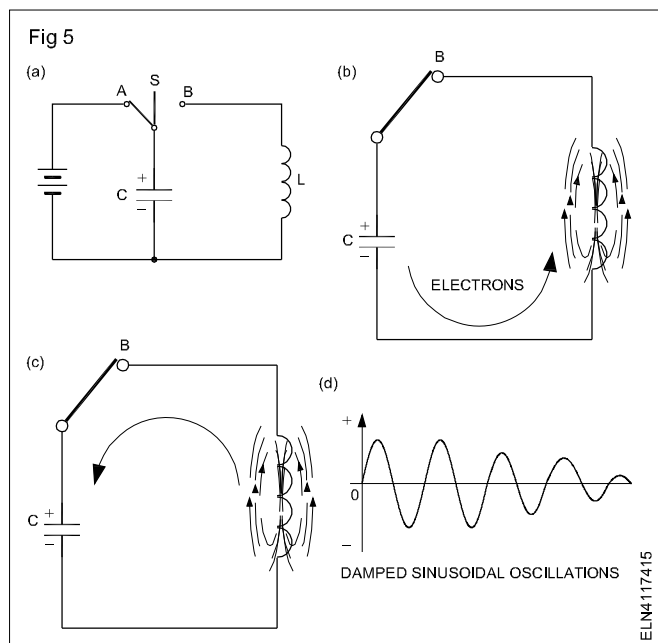 Fig 5
(a)
A S B
+
C
−
L
(b)
B
C
+
−
ELECTRONS
(c)
B
C
+
−
(d)
+
0
−
DAMPED SINUSOIDAL OSCILLATIONS
ELN4117415